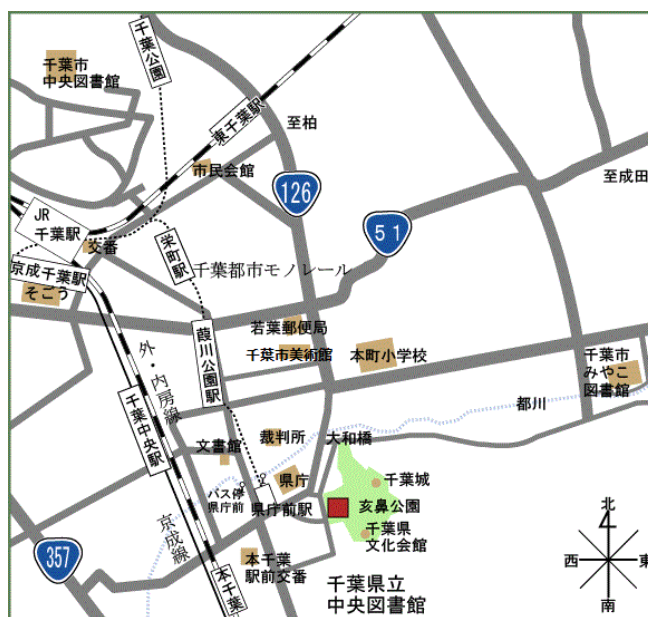 千葉公園
千葉市
中央図書館
東千葉駅
至柏
市民会館
126
至成田
JR
千葉駅
交番
栄町駅
51
京成千葉駅
そごう
千葉都市モノレール
葭川公園駅
若葉郵便局
千葉市美術館
本町小学校
千葉市
みやこ
図書館
外・内房線
千葉中央駅
都川
文書館
裁判所
大和橋
県庁
千葉城
バス停
県庁前
県庁前駅
亥鼻公園
千葉県
文化会館
京成線
357
本千葉
本千葉
駅前交番
千葉県立
中央図書館
北
西
東
南